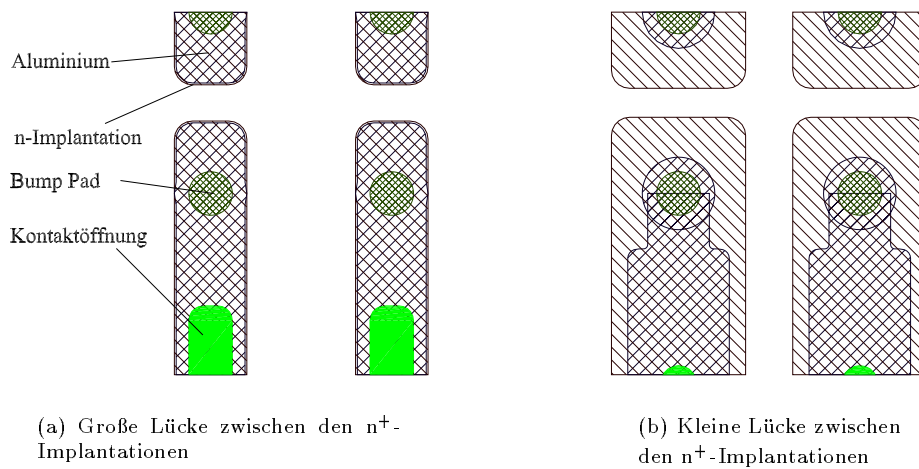 Aluminium
n-Implantation
Bump Pad
Kontaktöffnung
(a) Große Lücke zwischen den n⁺-
Implantationen
(b) Kleine Lücke zwischen
den n⁺-Implantationen